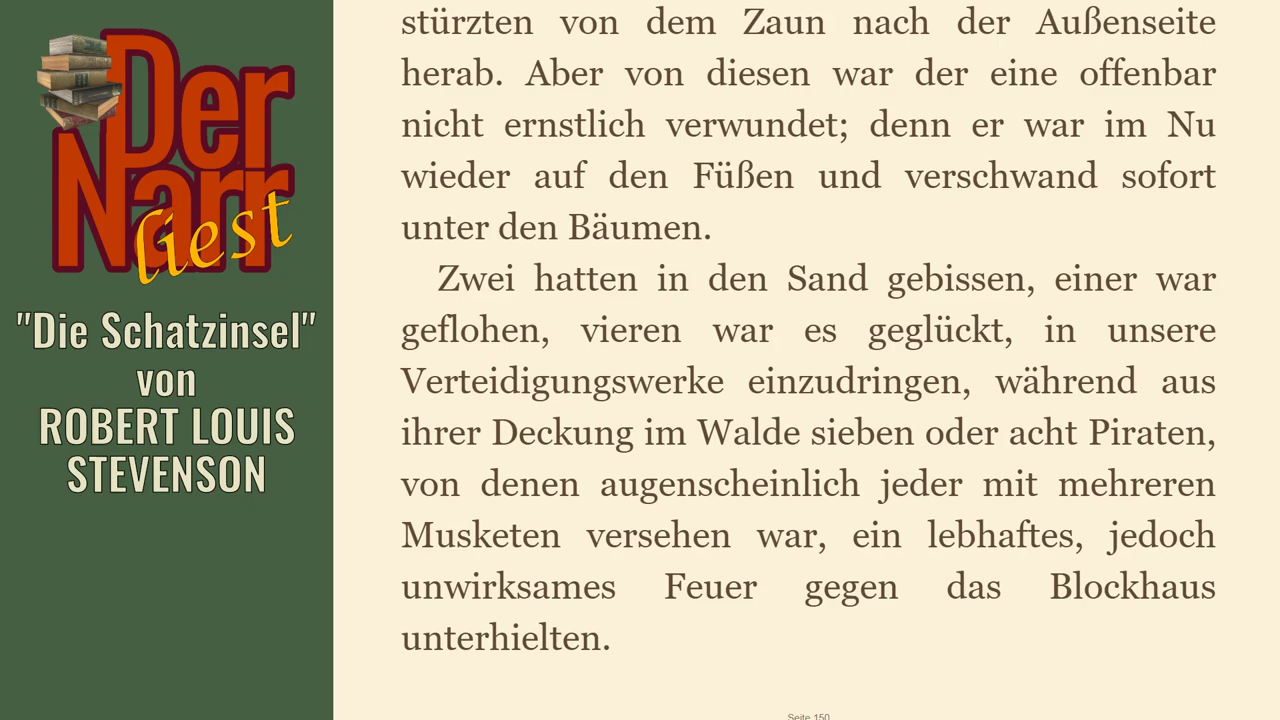 Der
Narr
liest
"Die Schatzinsel"
von
ROBERT LOUIS
STEVENSON
stürzten von dem Zaun nach der Außenseite
herab. Aber von diesen war der eine offenbar
nicht ernstlich verwundet; denn er war im Nu
wieder auf den Füßen und verschwand sofort
unter den Bäumen.
Zwei hatten in den Sand gebissen, einer war
geflohen, vieren war es geglückt, in unsere
Verteidigungswerke einzudringen, während aus
ihrer Deckung im Walde sieben oder acht Piraten,
von denen augenscheinlich jeder mit mehreren
Musketen versehen war, ein lebhaftes, jedoch
unwirksames Feuer gegen das Blockhaus
unterhielten.
Seite 150